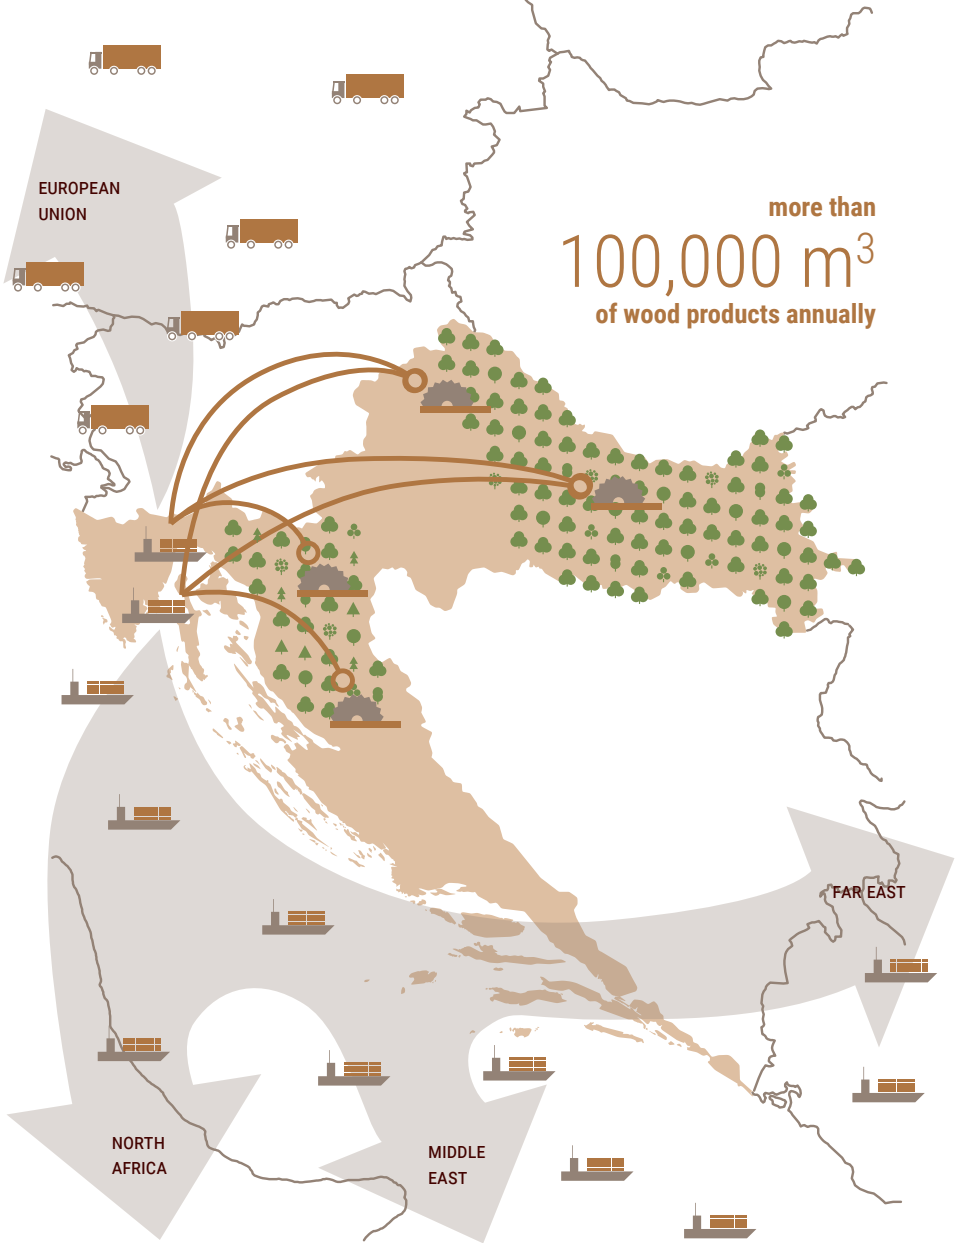 EUROPEAN
UNION
more than
100,000 m³
of wood products annually
FAR EAST
NORTH
AFRICA
MIDDLE
EAST